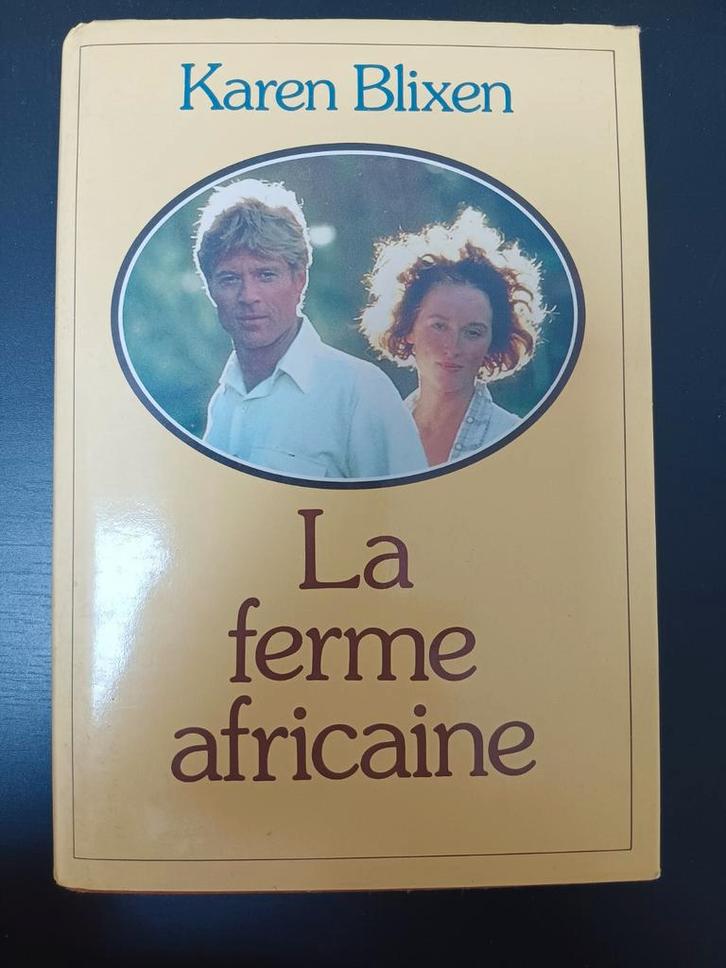 Karen Blixen
La
ferme
africaine